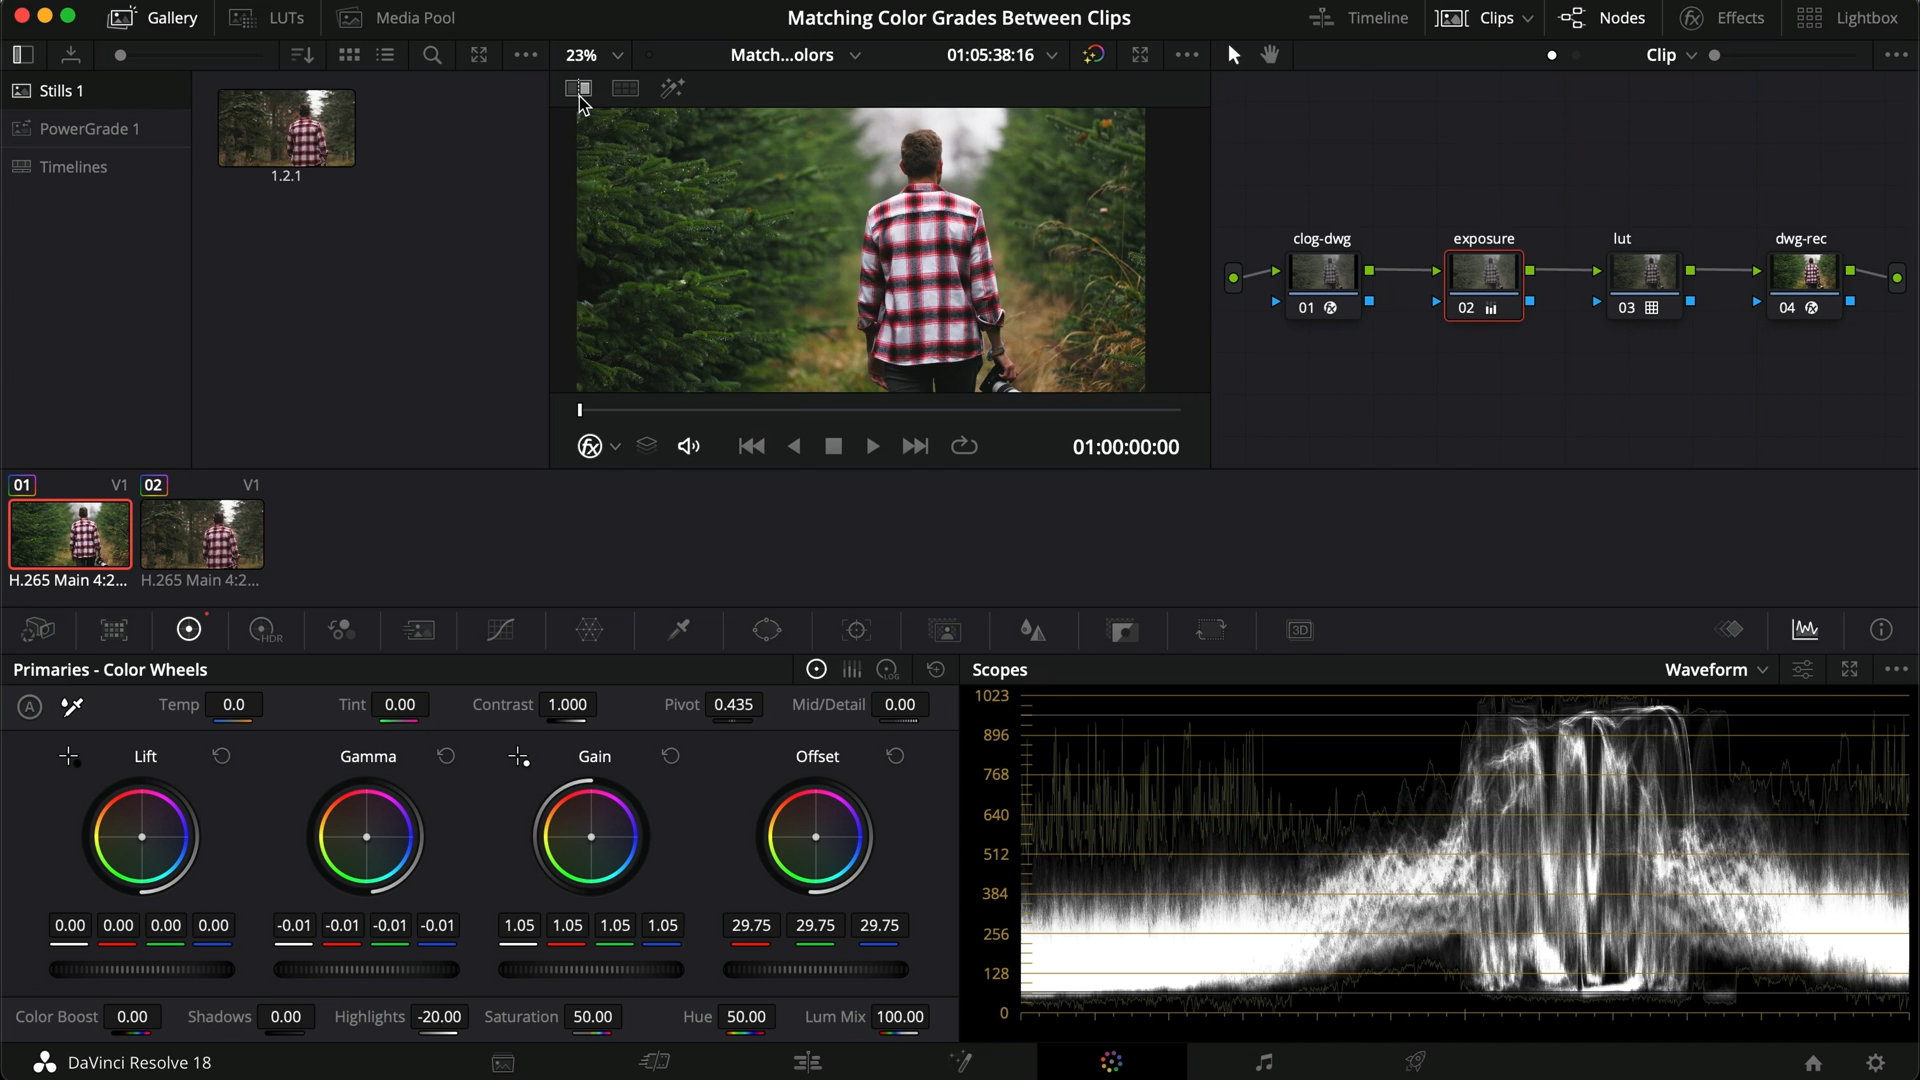 Gallery
LUTs
Media Pool
Matching Color Grades Between Clips
Timeline
Clips
Nodes
Effects
Lightbox
23%
Match...olors
01:05:38:16
Clip
Stills 1
PowerGrade 1
Timelines
1.2.1
clog-dwg
exposure
lut
dwg-rec
01
02
03
04
01:00:00:00
01 V1
02 V1
H.265 Main 4:2...
H.265 Main 4:2...
HDR
3D
Primaries - Color Wheels
LOG
Scopes
Waveform
A
Temp 0.0
Tint 0.00
Contrast 1.000
Pivot 0.435
Mid/Detail 0.00
Lift
Gamma
Gain
Offset
0.00 0.00 0.00 0.00
-0.01 -0.01 -0.01 -0.01
1.05 1.05 1.05 1.05
29.75 29.75 29.75
Color Boost 0.00
Shadows 0.00
Highlights -20.00
Saturation 50.00
Hue 50.00
Lum Mix 100.00
1023
896
768
640
512
384
256
128
0
DaVinci Resolve 18